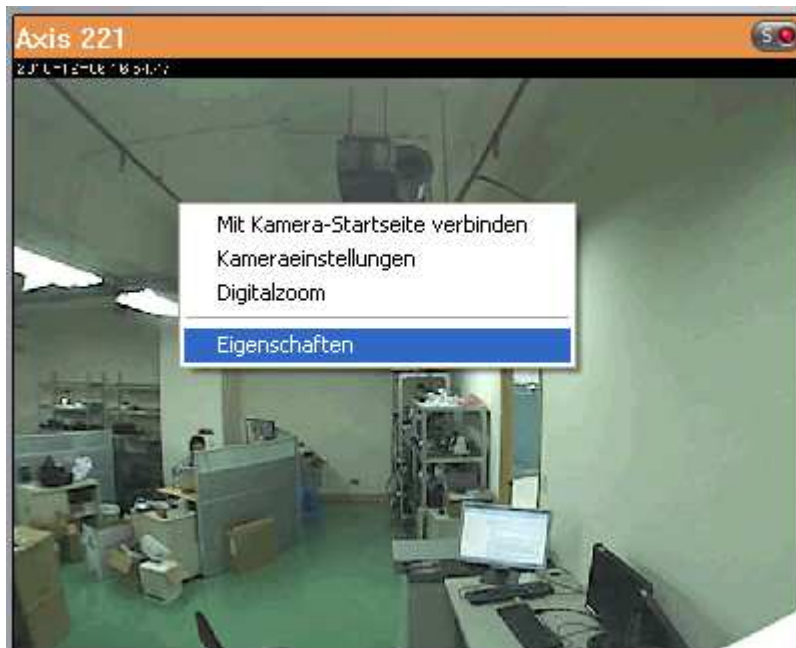 Axis 221
S
Mit Kamera-Startseite verbinden
Kameraeinstellungen
Digitalzoom
Eigenschaften